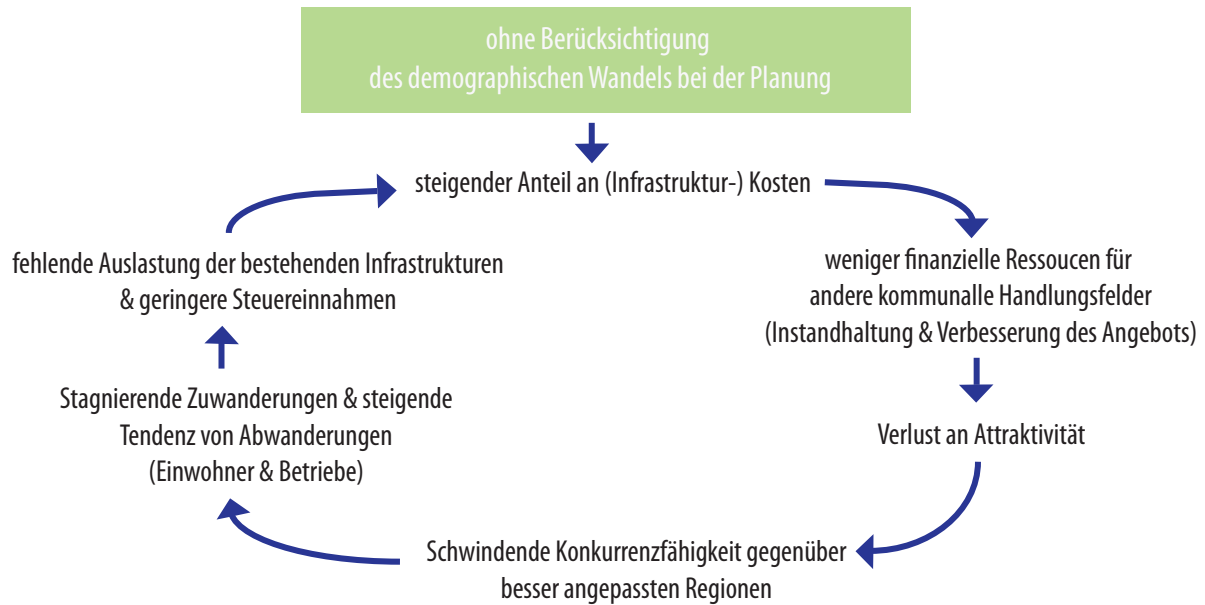 ohne Berücksichtigung
des demographischen Wandels bei der Planung
steigender Anteil an (Infrastruktur-) Kosten
weniger finanzielle Ressoucen für
andere kommunalle Handlungsfelder
(Instandhaltung & Verbesserung des Angebots)
Verlust an Attraktivität
Schwindende Konkurrenzfähigkeit gegenüber
besser angepassten Regionen
Stagnierende Zuwanderungen & steigende
Tendenz von Abwanderungen
(Einwohner & Betriebe)
fehlende Auslastung der bestehenden Infrastrukturen
& geringere Steuereinnahmen